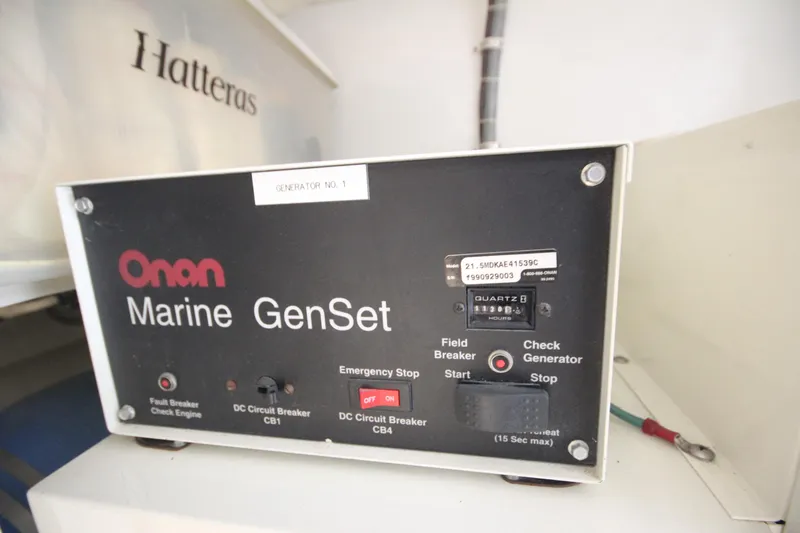 Hatteras
GENERATOR NO. 1
Onan
Marine GenSet
21.5MDKAE41539C
f990929003
QUARTZ
HOURS
Field Breaker
Check Generator
Start
Stop
Emergency Stop
OFF ON
Fault Breaker
Check Engine
DC Circuit Breaker
CB1
DC Circuit Breaker
CB4
(15 Sec max)